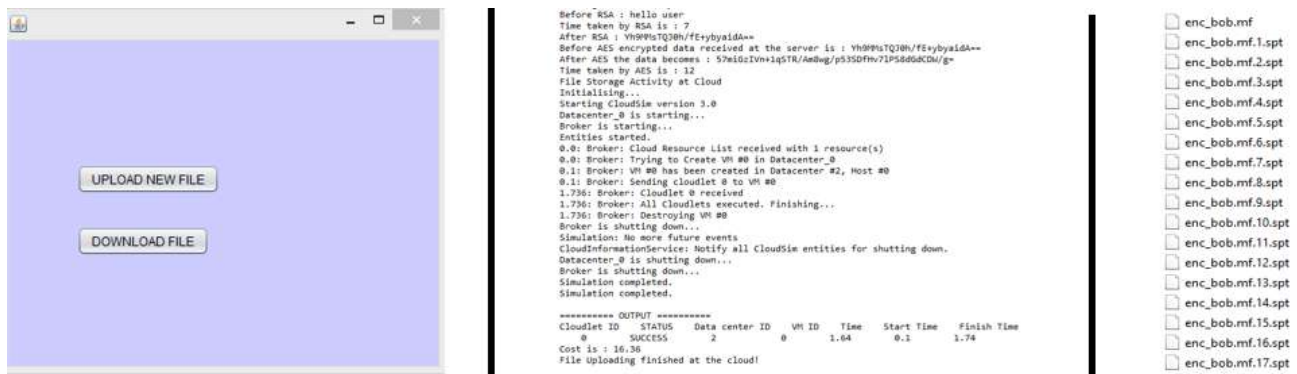 UPLOAD NEW FILE
DOWNLOAD FILE
Before RSA : hello user
Time taken by RSA is : 7
After RSA : Yh9MMsTQJ0h/fE+ybyaidA==
Before AES encrypted data received at the server is : Yh9MMsTQJ0h/fE+ybyaidA==
After AES the data becomes :
Time taken by AES is : 12
File Storage Activity at Cloud
Initialising...
Starting CloudSim version 3.0
Datacenter_0 is starting...
Broker is starting...
Entities started.
0.0: Broker: Cloud Resource List received with 1 resource(s)
0.0: Broker: Trying to Create VM #0 in Datacenter_0
0.1: Broker: VM #0 has been created in Datacenter #2, Host #0
0.1: Broker: Sending cloudlet 0 to VM #0
1.736: Broker: Cloudlet 0 received
1.736: Broker: All Cloudlets executed. Finishing...
1.736: Broker: Destroying VM #0
Broker is shutting down...
Simulation: No more future events
CloudInformationService: Notify all CloudSim entities for shutting down.
Datacenter_0 is shutting down...
Broker is shutting down...
Simulation completed.
Simulation completed.
========== OUTPUT ==========
Cloudlet ID STATUS Data center ID VM ID Time Start Time Finish Time
0 SUCCESS 2 0 1.64 0.1 1.74
Cost is : 16.36
File Uploading finished at the cloud!
enc_bob.mf
enc_bob.mf.1.spt
enc_bob.mf.2.spt
enc_bob.mf.3.spt
enc_bob.mf.4.spt
enc_bob.mf.5.spt
enc_bob.mf.6.spt
enc_bob.mf.7.spt
enc_bob.mf.8.spt
enc_bob.mf.9.spt
enc_bob.mf.10.spt
enc_bob.mf.11.spt
enc_bob.mf.12.spt
enc_bob.mf.13.spt
enc_bob.mf.14.spt
enc_bob.mf.15.spt
enc_bob.mf.16.spt
enc_bob.mf.17.spt